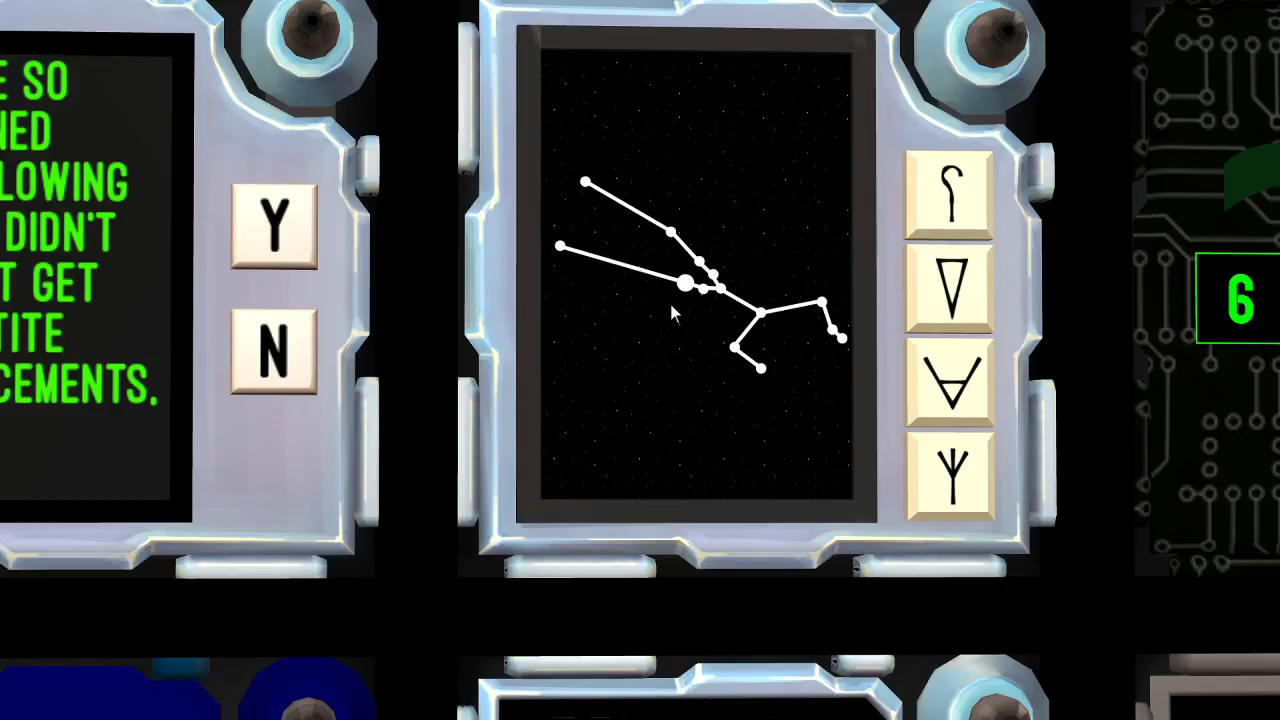 E SO
NED
LOWING
DIDN'T
T GET
TITE
CEMENTS.
Y
N
6